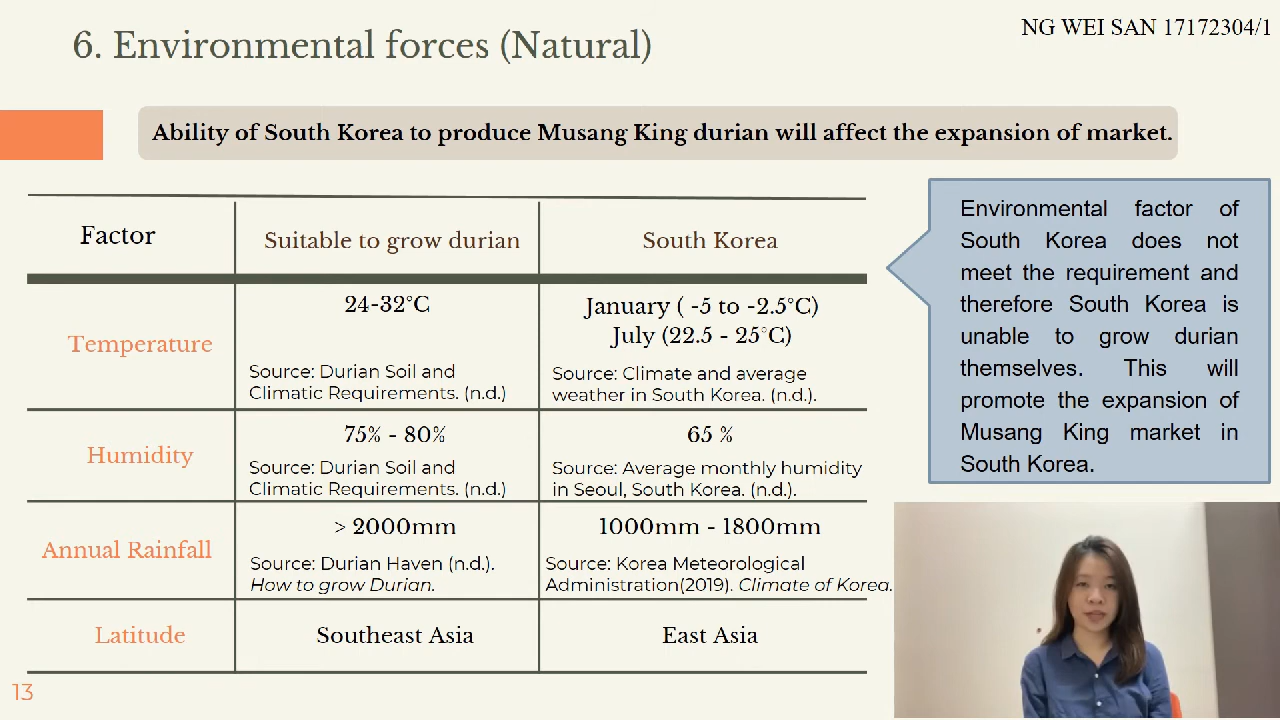 6. Environmental forces (Natural)
NG WEI SAN 17172304/1
Ability of South Korea to produce Musang King durian will affect the expansion of market.
Factor
Suitable to grow durian
South Korea
Temperature
24-32°C
Source: Durian Soil and
Climatic Requirements. (n.d.)
January ( -5 to -2.5°C)
July (22.5 - 25°C)
Source: Climate and average
weather in South Korea. (n.d.).
Humidity
75% - 80%
Source: Durian Soil and
Climatic Requirements. (n.d.)
65 %
Source: Average monthly humidity
in Seoul, South Korea. (n.d.).
Annual Rainfall
> 2000mm
Source: Durian Haven (n.d.).
How to grow Durian.
1000mm - 1800mm
Source: Korea Meteorological
Administration(2019). Climate of Korea.
Latitude
Southeast Asia
East Asia
Environmental factor of
South Korea does not
meet the requirement and
therefore South Korea is
unable to grow durian
themselves. This will
promote the expansion of
Musang King market in
South Korea.
13